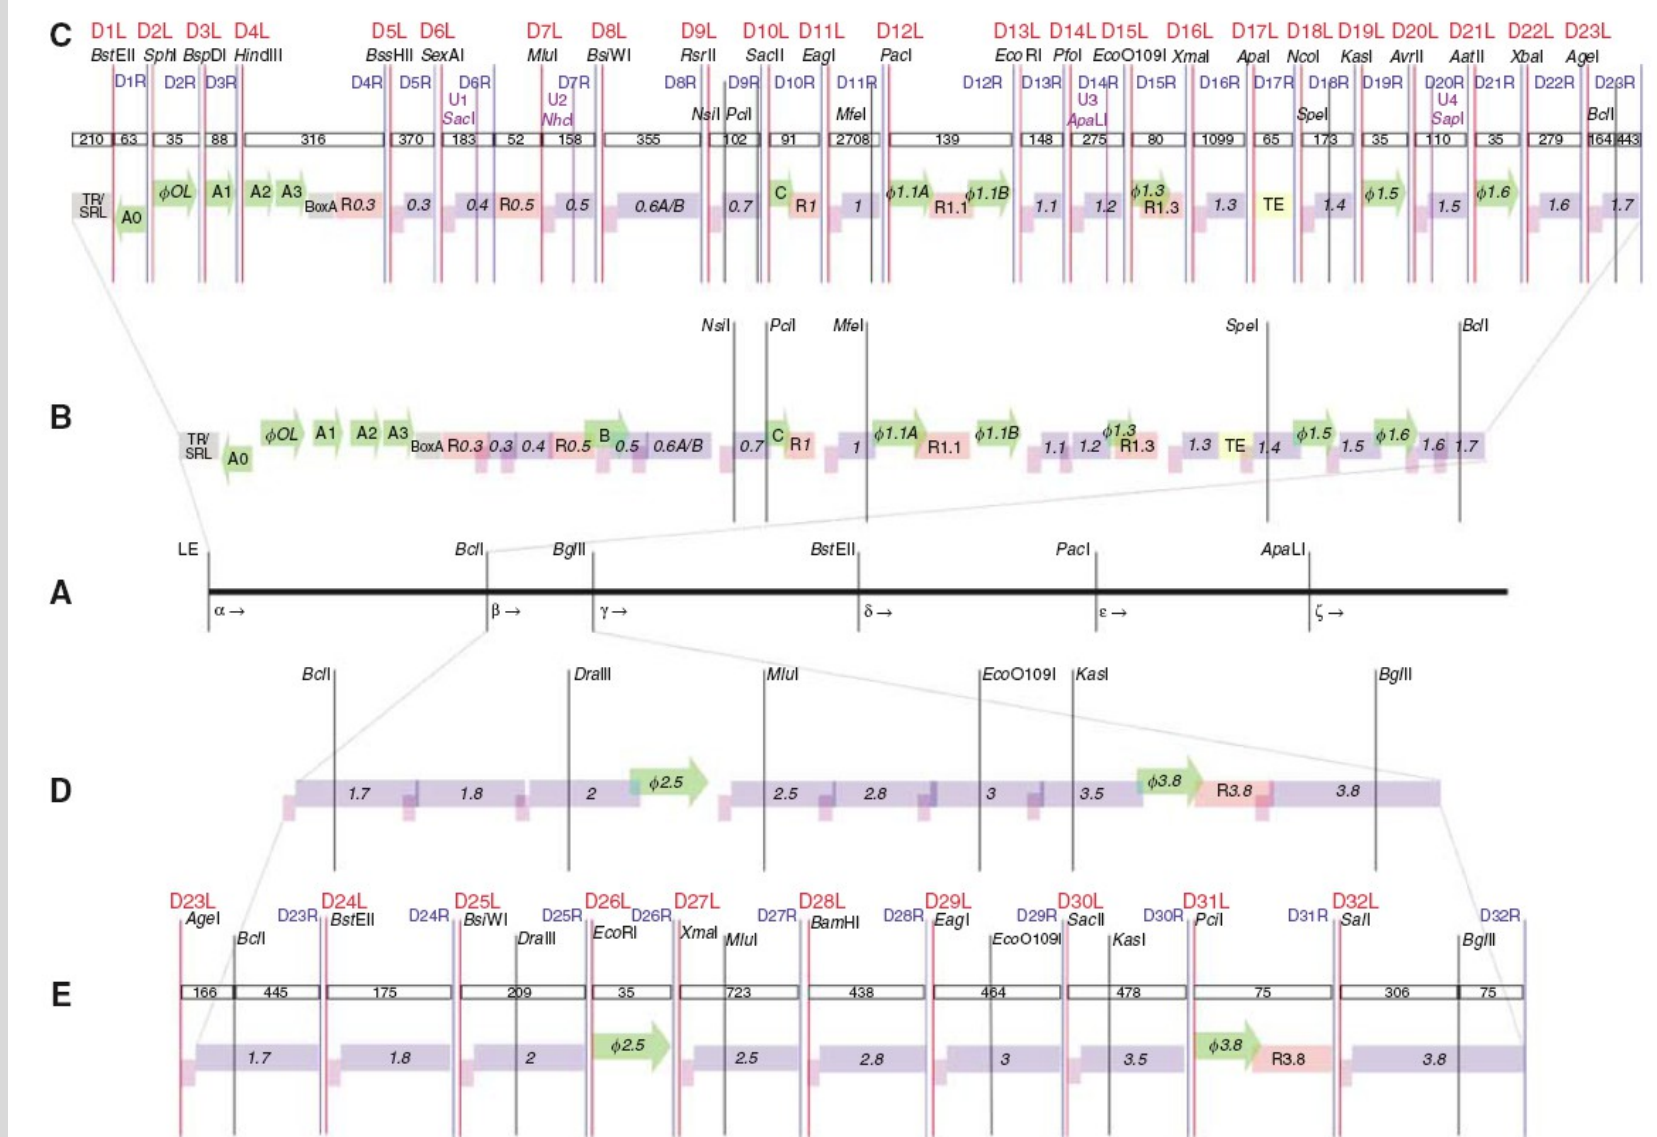 C
D1L D2L D3L D4L D5L D6L D7L D8L D9L D10L D11L D12L D13L D14L D15L D16L D17L D18L D19L D20L D21L D22L D23L
BstEII SphI BspDI HindIII BssHII SexAI MluI BsiWI RsrII SacII EagI PacI EcoRI PfoI EcoO109I XmaI ApaI NcoI KasI AvrII AatII XbaI AgeI
D1R D2R D3R D4R D5R D6R D7R D8R D9R D10R D11R D12R D13R D14R D15R D16R D17R D18R D19R D20R D21R D22R D23R
U1 U2 U3 U4
SacI NheI NsiI PciI MfeI ApaLI SpeI SapI BclI
210 63 35 88 316 370 183 52 158 355 102 91 2708 139 148 275 80 1099 65 173 35 110 35 279 164 443
TR/SRL A0 ϕOL A1 A2 A3 BoxA R0.3 0.3 0.4 R0.5 0.5 0.6A/B 0.7 C R1 1 ϕ1.1A R1.1 ϕ1.1B 1.1 1.2 ϕ1.3 R1.3 1.3 TE 1.4 ϕ1.5 1.5 ϕ1.6 1.6 1.7
NsiI PciI MfeI SpeI BclI
B
TR/SRL A0 ϕOL A1 A2 A3 BoxA R0.3 0.3 0.4 R0.5 B 0.5 0.6A/B 0.7 C R1 1 ϕ1.1A R1.1 ϕ1.1B 1.1 1.2 ϕ1.3 R1.3 1.3 TE 1.4 ϕ1.5 1.5 ϕ1.6 1.6 1.7
LE BclI BglII BstEII PacI ApaLI
A
α→ β→ γ→ δ→ ε→ ζ→
BclI DraIII MluI EcoO109I KasI BglII
D
1.7 1.8 2 ϕ2.5 2.5 2.8 3 3.5 ϕ3.8 R3.8 3.8
D23L D24L D25L D26L D27L D28L D29L D30L D31L D32L
AgeI D23R BstEII D24R BsiWI D25R EcoRI D26R XmaI D27R BamHI D28R EagI D29R SacII D30R PciI D31R SalI D32R
BclI DraIII MluI EcoO109I KasI BglII
E
166 445 175 209 35 723 438 464 478 75 306 75
1.7 1.8 2 ϕ2.5 2.5 2.8 3 3.5 ϕ3.8 R3.8 3.8